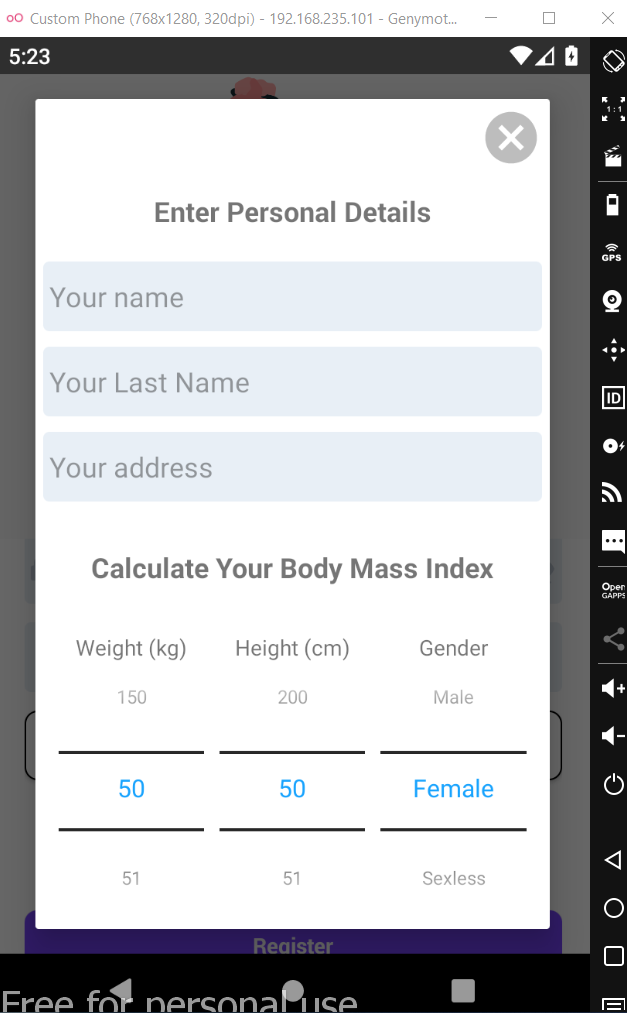 Custom Phone (768x1280, 320dpi) - 192.168.235.101 - Genymot...
5:23
1:1
Enter Personal Details
GPS
Your name
Your Last Name
ID
Your address
Calculate Your Body Mass Index
Open
GAPPS
Weight (kg) Height (cm) Gender
150 200 Male
50 50 Female
51 51 Sexless
Register
Free for personal use